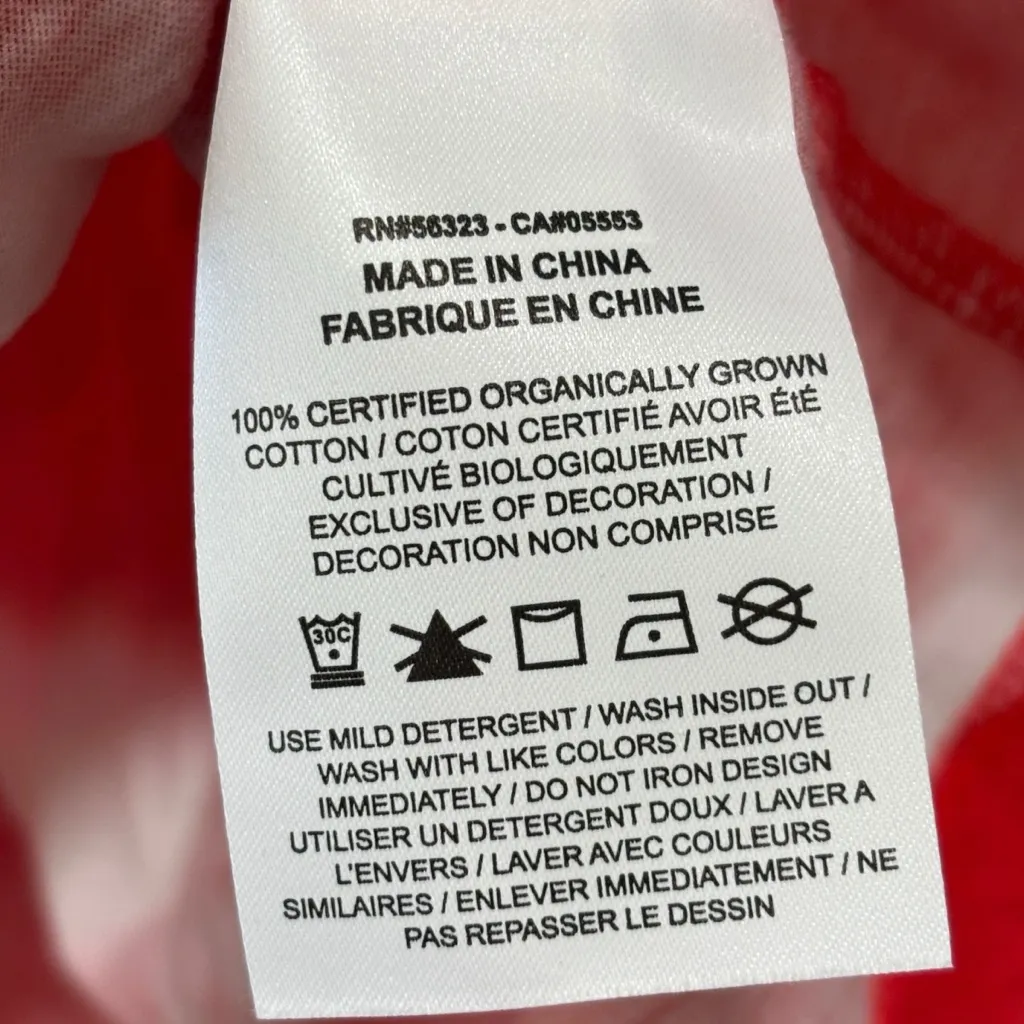 RN#56323 - CA#05553
MADE IN CHINA
FABRIQUE EN CHINE
100% CERTIFIED ORGANICALLY GROWN
COTTON / COTON CERTIFIÉ AVOIR ÉtÉ
CULTIVÉ BIOLOGIQUEMENT
EXCLUSIVE OF DECORATION /
DECORATION NON COMPRISE
30C
USE MILD DETERGENT / WASH INSIDE OUT /
WASH WITH LIKE COLORS / REMOVE
IMMEDIATELY / DO NOT IRON DESIGN
UTILISER UN DETERGENT DOUX / LAVER A
L'ENVERS / LAVER AVEC COULEURS
SIMILAIRES / ENLEVER IMMEDIATEMENT / NE
PAS REPASSER LE DESSIN